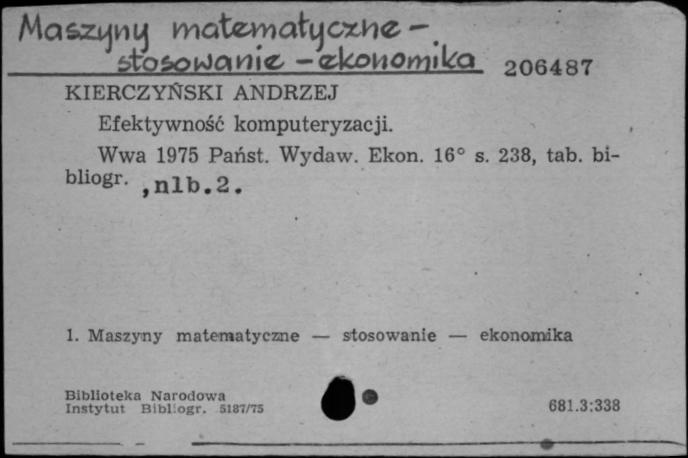 Maszyny matematyczne –
stosowanie – ekonomika 206487
KIERCZYŃSKI ANDRZEJ
Efektywność komputeryzacji.
Wwa 1975 Państ. Wydaw. Ekon. 16° s. 238, tab. bi-
bliogr. ,nlb.2.
1. Maszyny matematyczne — stosowanie — ekonomika
Biblioteka Narodowa
Instytut Bibliogr. 5187/75 681.3:338